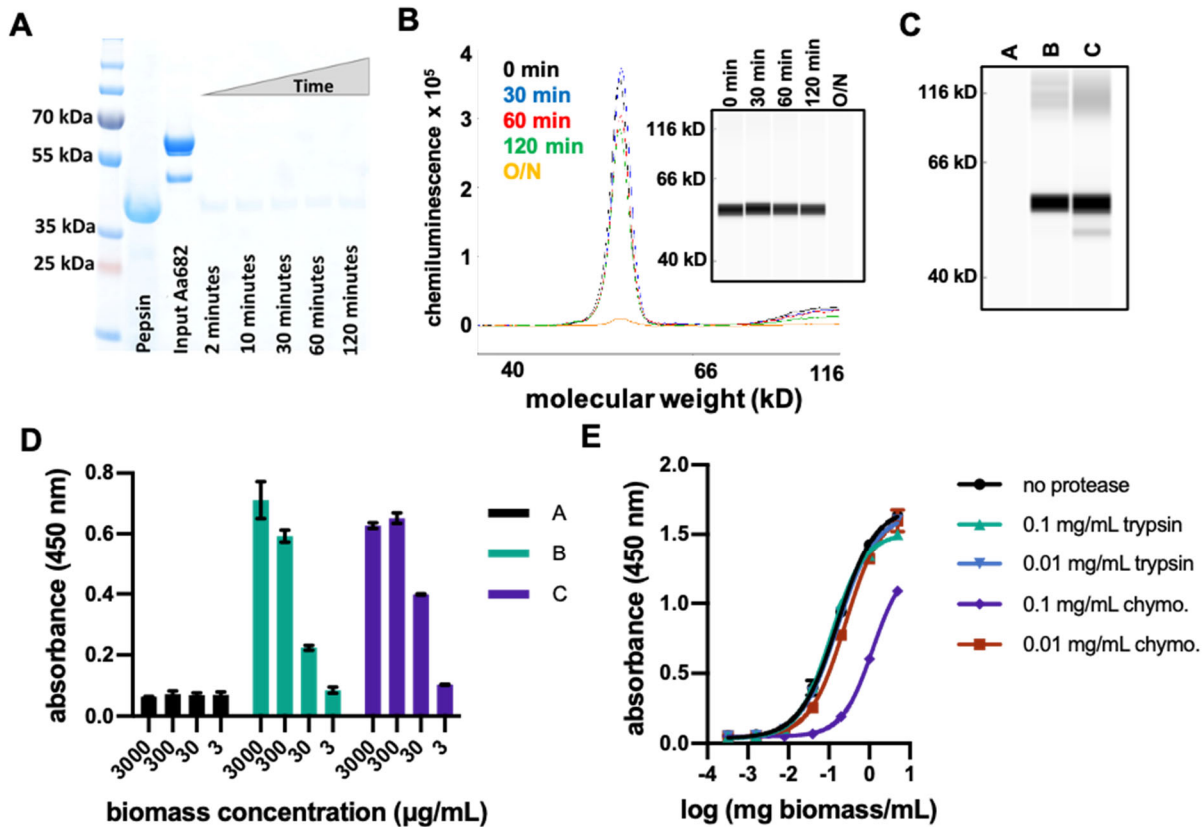 A
70 kDa
55 kDa
35 kDa
25 kDa
Time
Pepsin
Input Aa682
2 minutes
10 minutes
30 minutes
60 minutes
120 minutes
B
chemiluminescence x 10⁵
4
3
2
1
0
0 min
30 min
60 min
120 min
O/N
0 min
30 min
60 min
120 min
O/N
116 kD
66 kD
40 kD
40
66
116
molecular weight (kD)
C
A
B
C
116 kD
66 kD
40 kD
D
absorbance (450 nm)
0.8
0.6
0.4
0.2
0.0
A
B
C
3000
300
30
3
3000
300
30
3
3000
300
30
3
biomass concentration (µg/mL)
E
absorbance (450 nm)
2.0
1.5
1.0
0.5
0.0
-4
-3
-2
-1
0
1
log (mg biomass/mL)
no protease
0.1 mg/mL trypsin
0.01 mg/mL trypsin
0.1 mg/mL chymo.
0.01 mg/mL chymo.